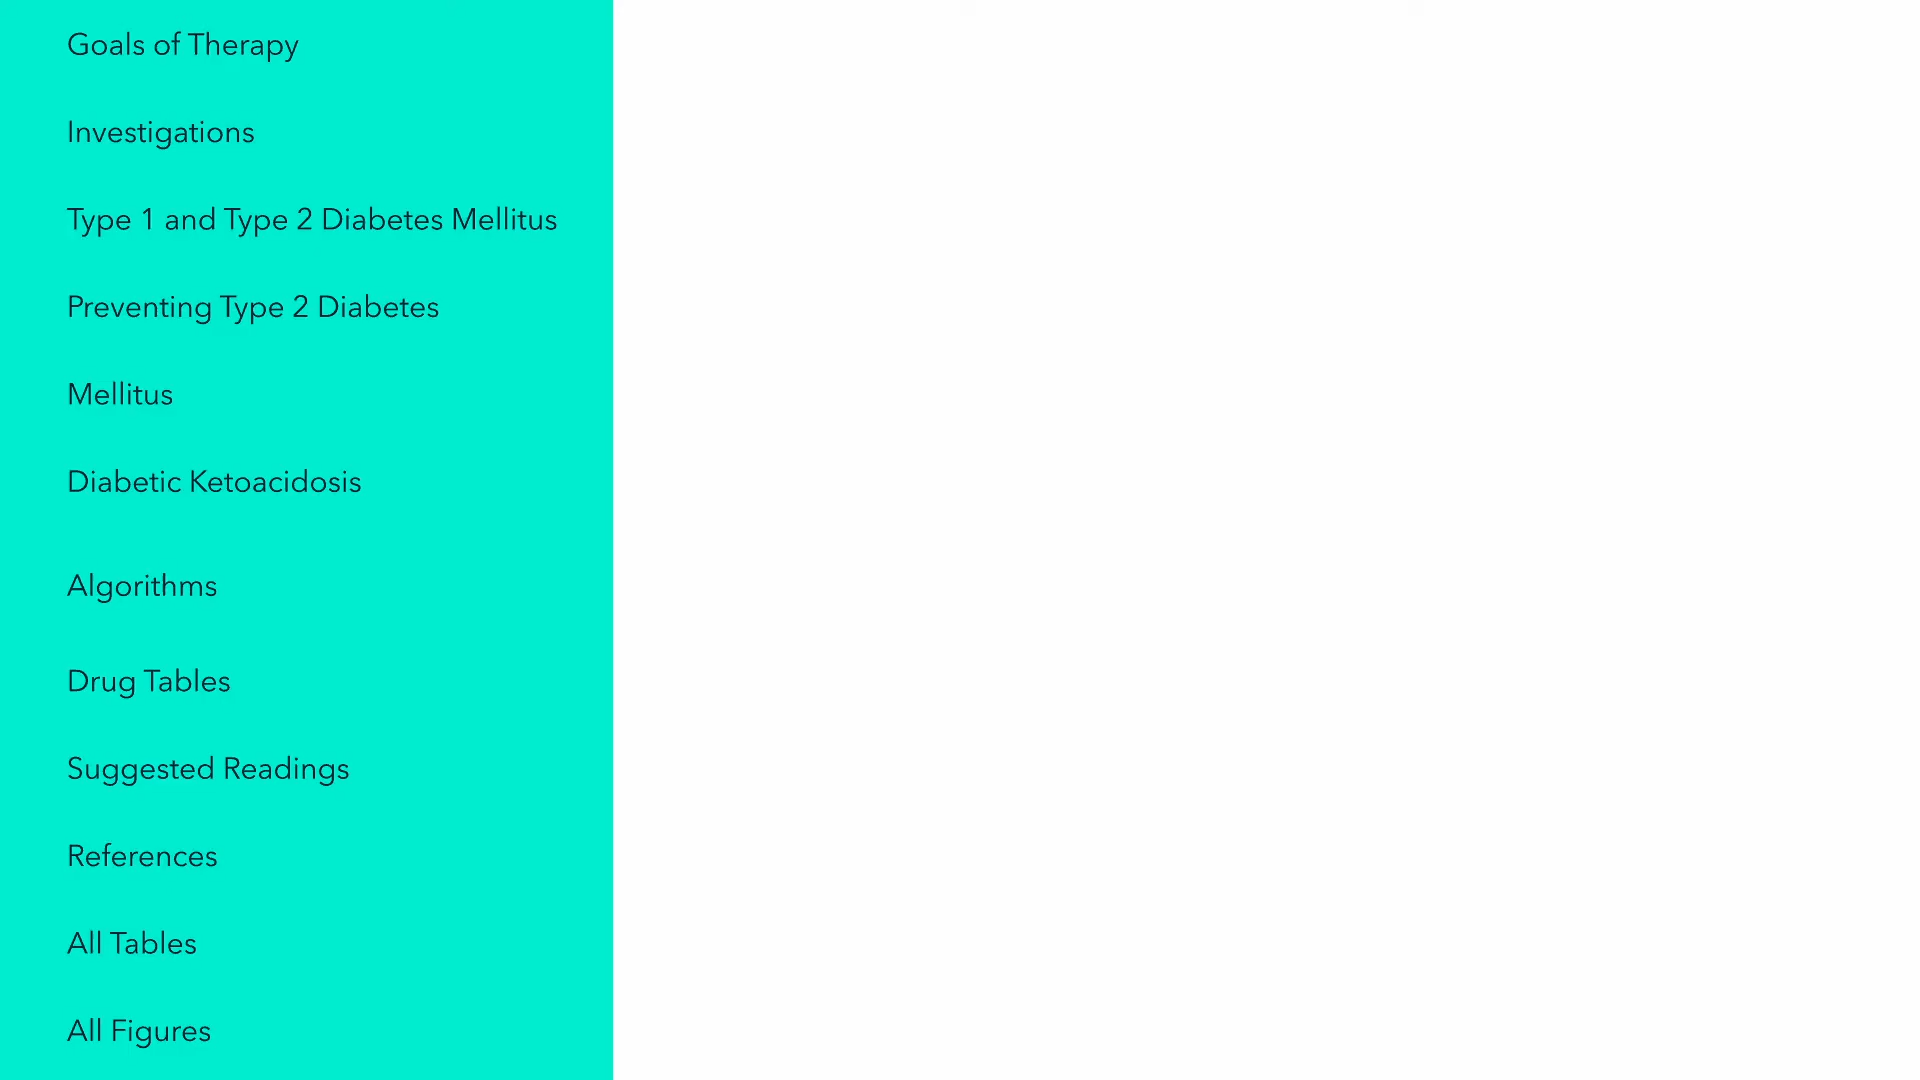 Goals of Therapy
Investigations
Type 1 and Type 2 Diabetes Mellitus
Preventing Type 2 Diabetes
Mellitus
Diabetic Ketoacidosis
Algorithms
Drug Tables
Suggested Readings
References
All Tables
All Figures